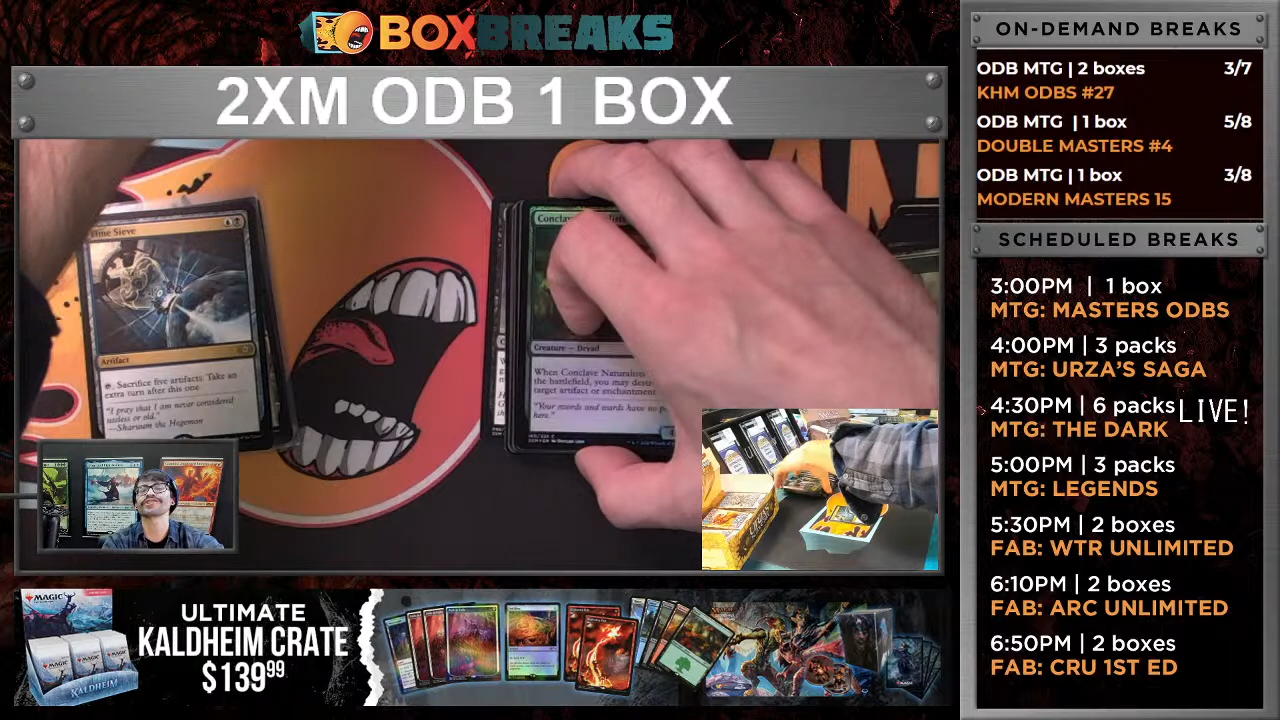 BOXBREAKS
2XM ODB 1 BOX
Time Sieve
Artifact
, Sacrifice five artifacts: Take an
extra turn after this one.
"I pray that I am never considered
useless or old."
—Sharuum the Hegemon
Conclave
Creature — Dryad
When Conclave Naturalists
the battlefield, you may
target artifact or enchantment
"Your swords and wards have no
here."
LIVE!
MAGIC
KALDHEIM
ULTIMATE
KALDHEIM CRATE
$139.99
ON-DEMAND BREAKS
ODB MTG | 2 boxes 3/7
KHM ODBS #27
ODB MTG | 1 box 5/8
DOUBLE MASTERS #4
ODB MTG | 1 box 3/8
MODERN MASTERS 15
SCHEDULED BREAKS
3:00PM | 1 box
MTG: MASTERS ODBS
4:00PM | 3 packs
MTG: URZA'S SAGA
4:30PM | 6 packs
MTG: THE DARK
5:00PM | 3 packs
MTG: LEGENDS
5:30PM | 2 boxes
FAB: WTR UNLIMITED
6:10PM | 2 boxes
FAB: ARC UNLIMITED
6:50PM | 2 boxes
FAB: CRU 1ST ED